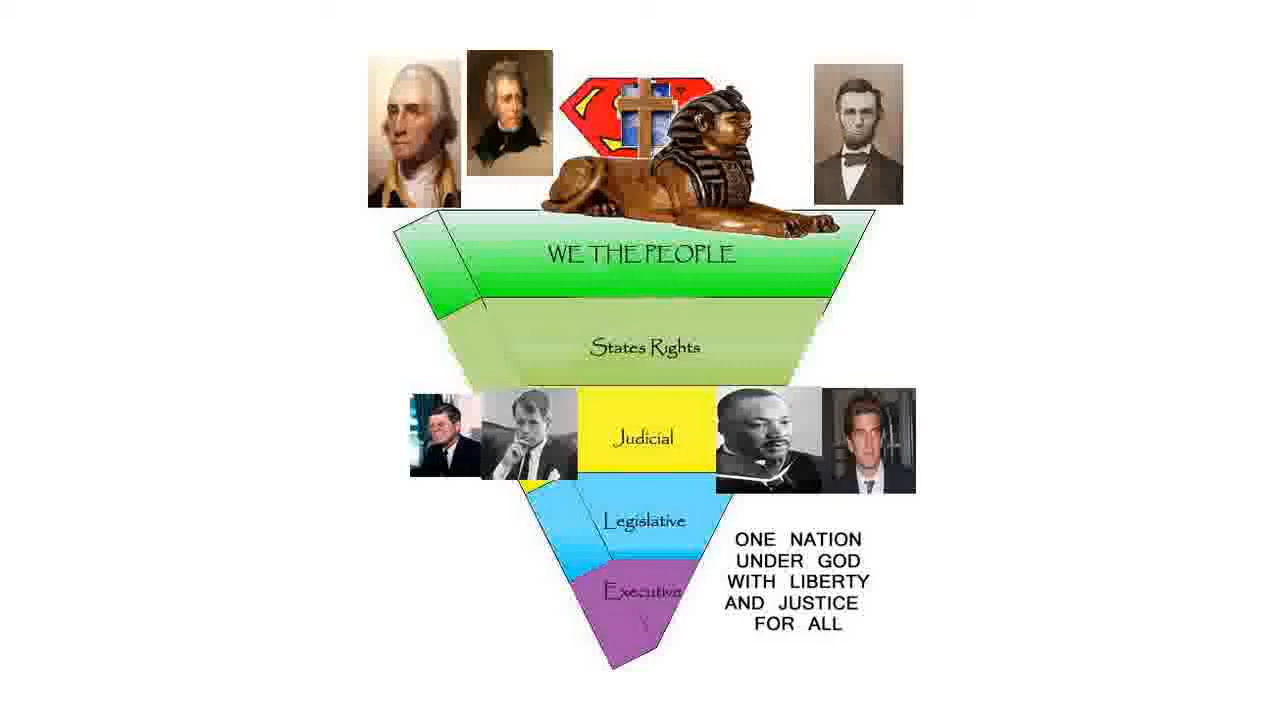 WE THE PEOPLE
States Rights
Judicial
Legislative
Executive
ONE NATION
UNDER GOD
WITH LIBERTY
AND JUSTICE
FOR ALL